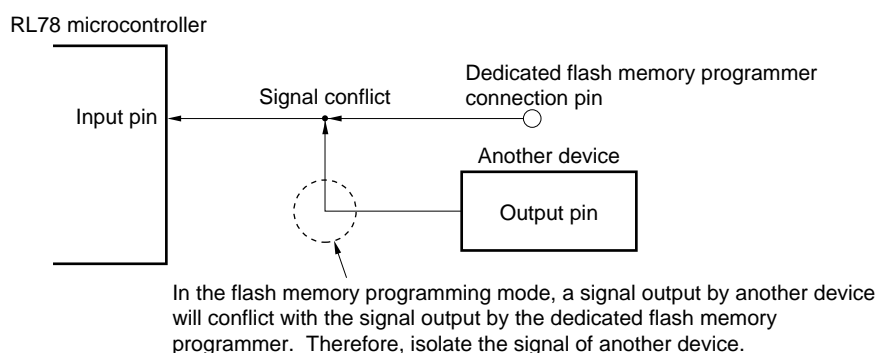 RL78 microcontroller
Dedicated flash memory programmer
connection pin
Signal conflict
Input pin
Another device
Output pin
In the flash memory programming mode, a signal output by another device
will conflict with the signal output by the dedicated flash memory
programmer.  Therefore, isolate the signal of another device.